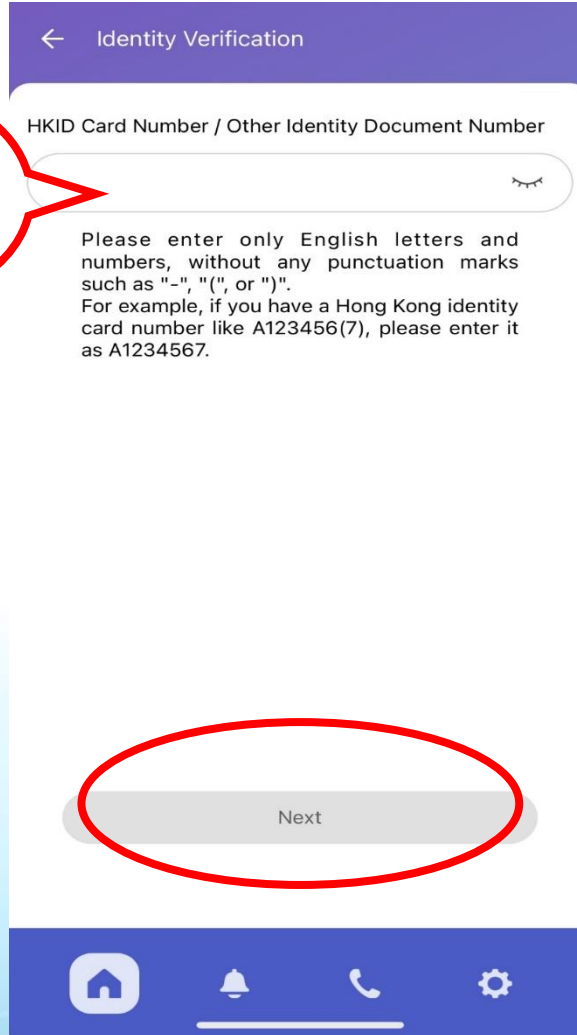 Identity Verification
HKID Card Number / Other Identity Document Number
Please enter only English letters and
numbers, without any punctuation marks
such as "-", "(", or ")".
For example, if you have a Hong Kong identity
card number like A123456(7), please enter it
as A1234567.
Next